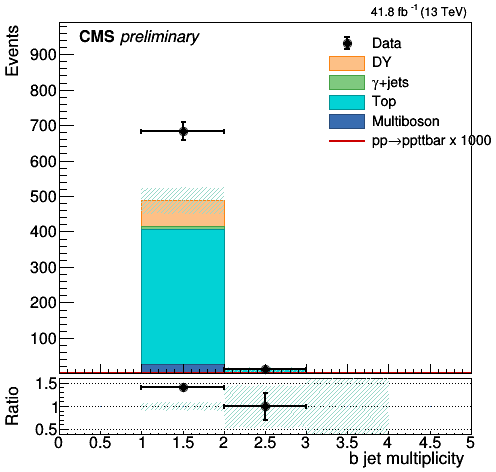 41.8 fb⁻¹ (13 TeV)
CMS preliminary
Data
DY
γ+jets
Top
Multiboson
pp→ppttbar x 1000
Events
900
800
700
600
500
400
300
200
100
Ratio
1.5
1
0.5
0 0.5 1 1.5 2 2.5 3 3.5 4 4.5 5
b jet multiplicity